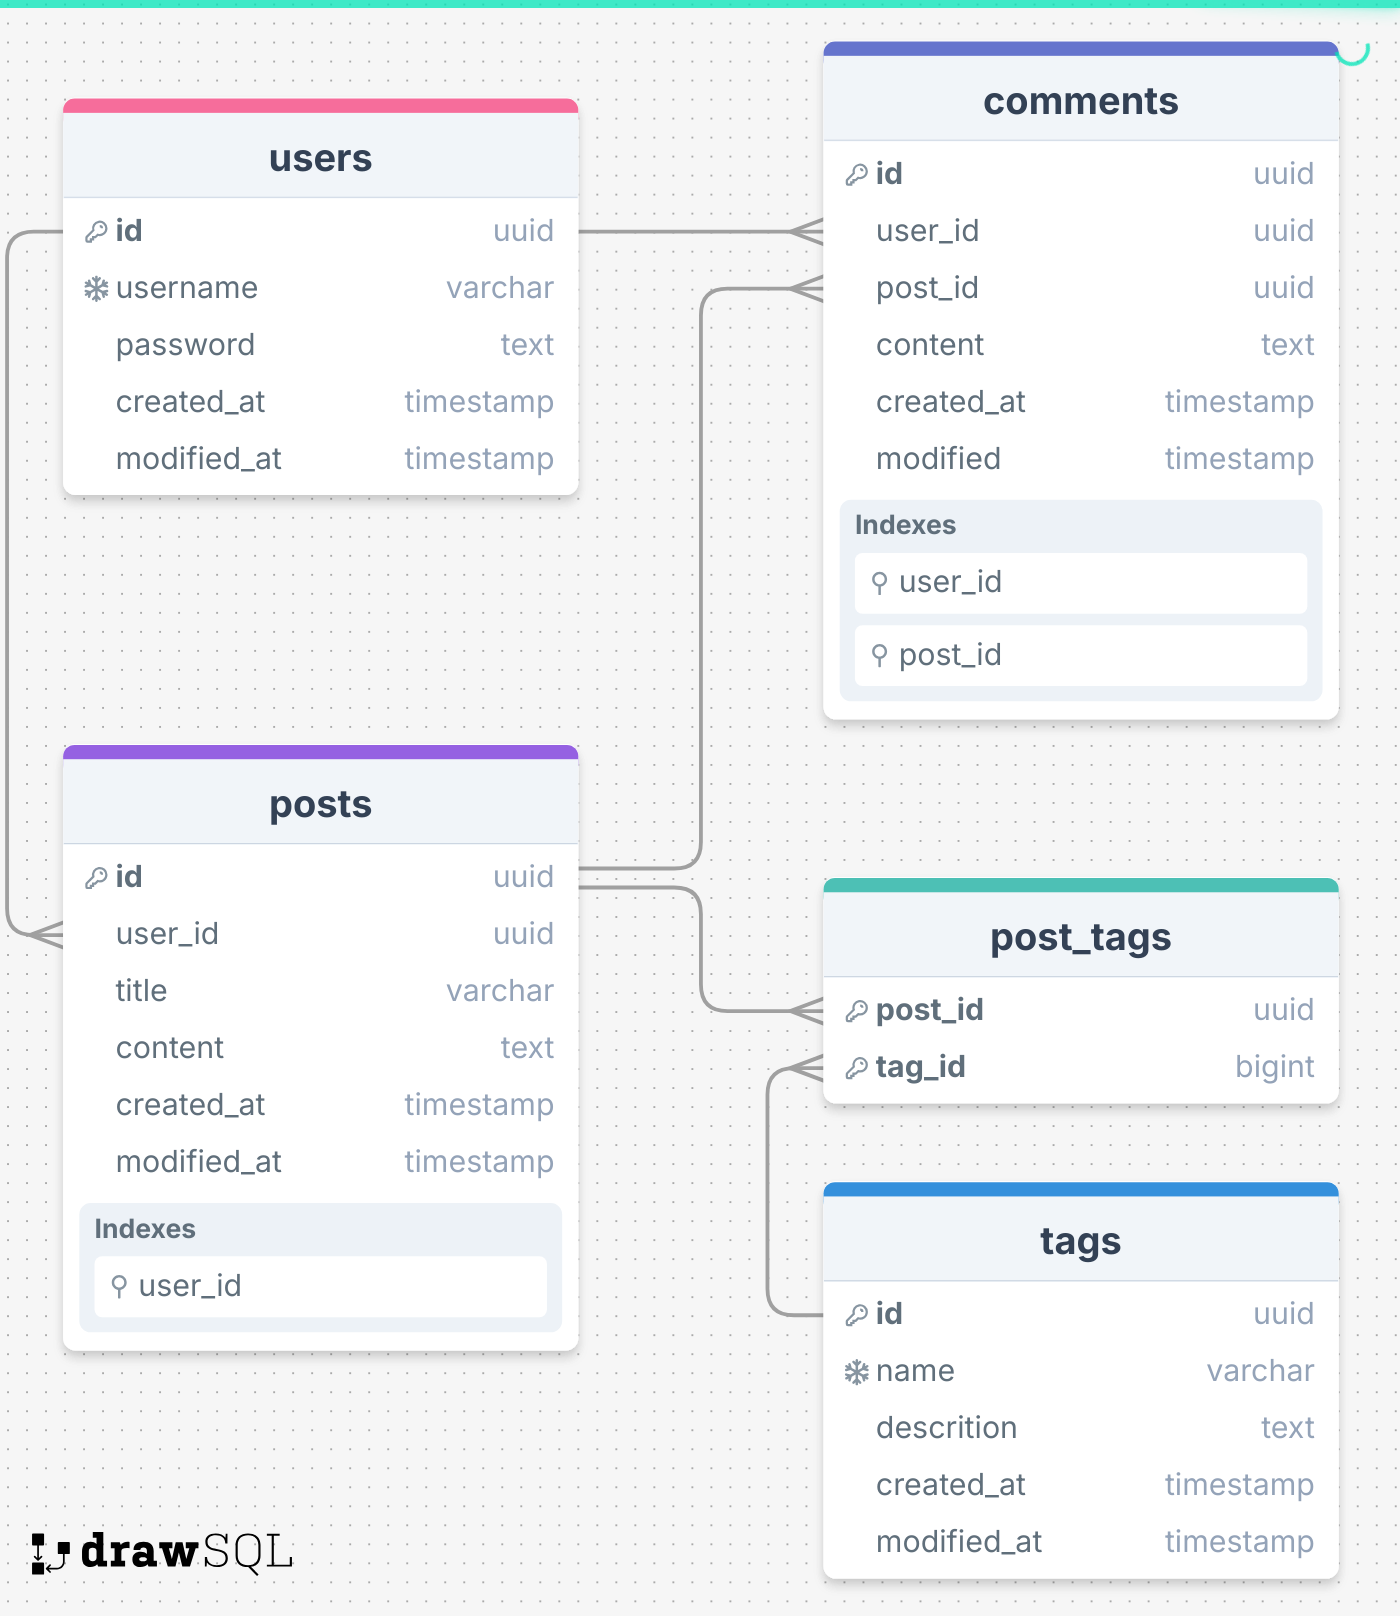 users
id uuid
username varchar
password text
created_at timestamp
modified_at timestamp
comments
id uuid
user_id uuid
post_id uuid
content text
created_at timestamp
modified timestamp
Indexes
user_id
post_id
posts
id uuid
user_id uuid
title varchar
content text
created_at timestamp
modified_at timestamp
Indexes
user_id
post_tags
post_id uuid
tag_id bigint
tags
id uuid
name varchar
descrition text
created_at timestamp
modified_at timestamp
drawSQL